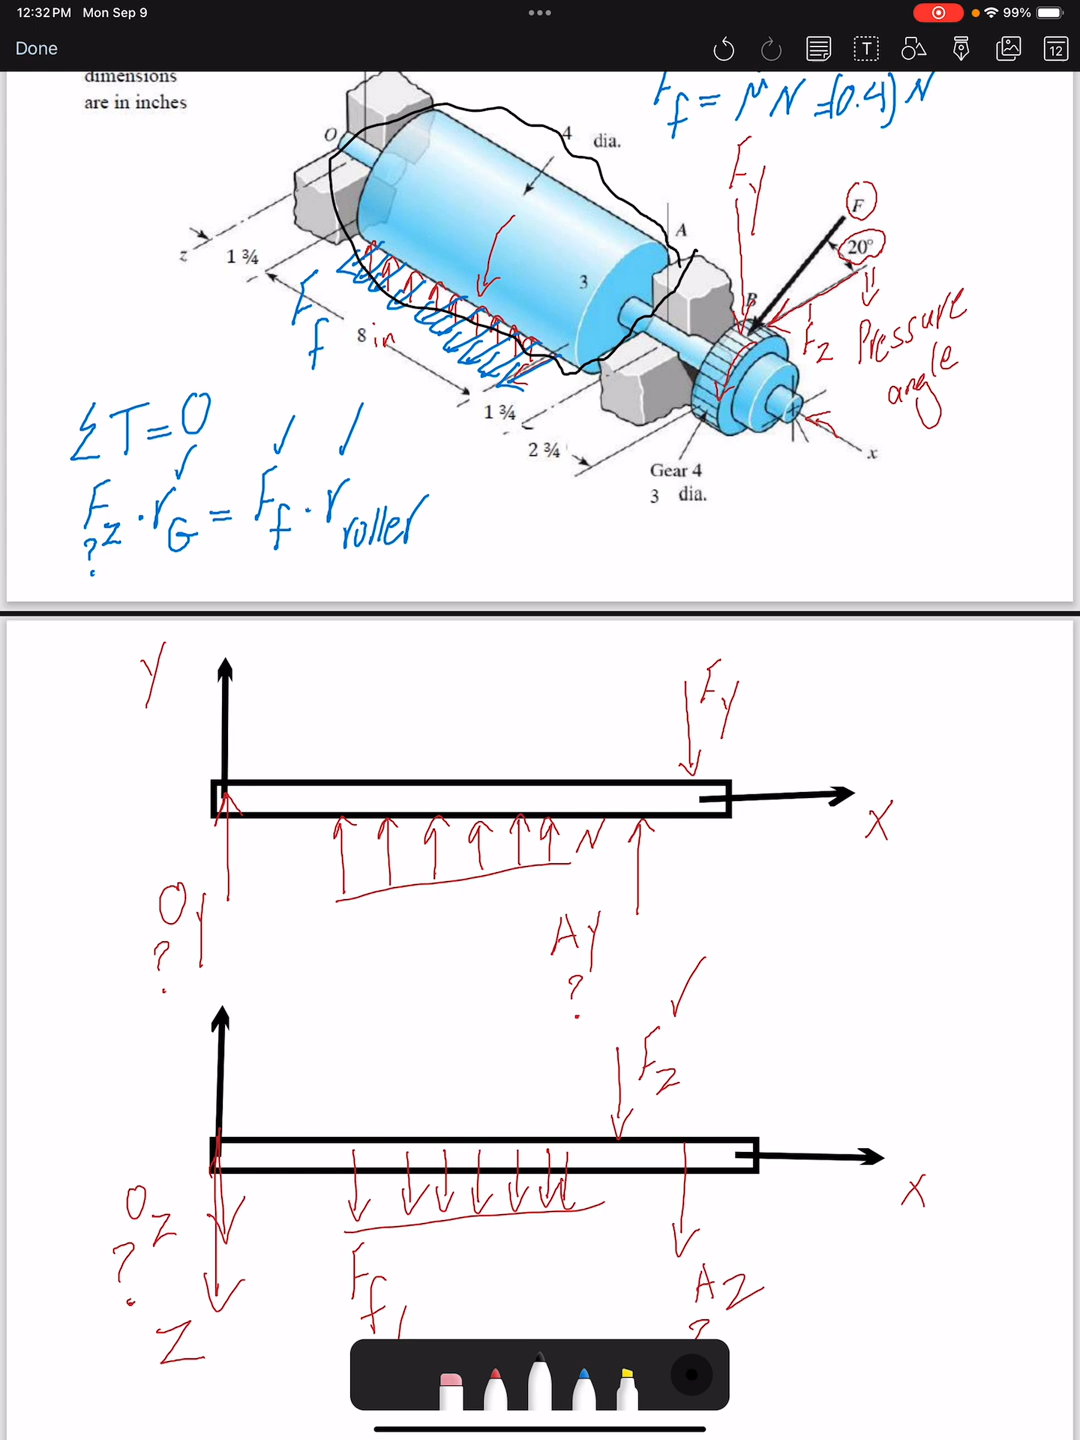 12:32 PM Mon Sep 9
99%
Done
T
12
dimensions
are in inches
F_f = μN = (0.4) N
O
4 dia.
F_y
F
A
20°
z
1 3/4
3
B
F_z
Pressure
angle
F_f
8 in
1 3/4
ΣT=0
2 3/4
x
Gear 4
3 dia.
F_z · r_G = F_f · r_roller
?
Y
F_y
X
N
O_y
?
Ay
?
F_z
X
O_z
?
F_f
Az
?
Z